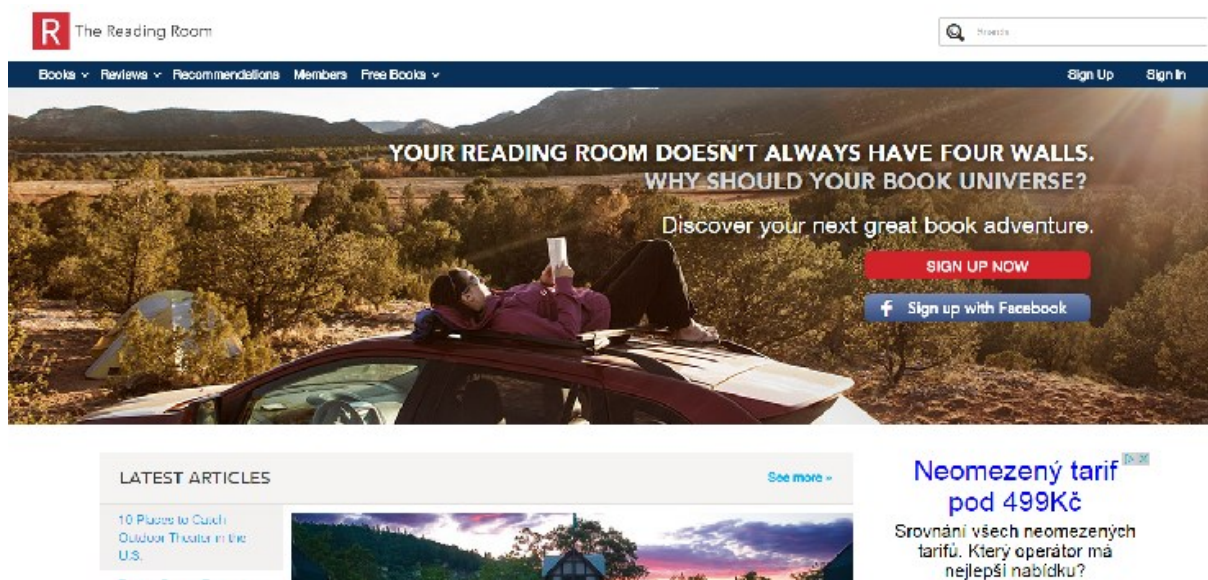 R The Reading Room
Search
Books Reviews Recommendations Members Free Books Sign Up Sign In
YOUR READING ROOM DOESN'T ALWAYS HAVE FOUR WALLS.
WHY SHOULD YOUR BOOK UNIVERSE?
Discover your next great book adventure.
SIGN UP NOW
f Sign up with Facebook
LATEST ARTICLES
See more »
10 Places to Catch
Outdoor Theater in the
U.S.
Neomezený tarif
pod 499Kč
Srovnání všech neomezených
tarifů. Který operátor má
nejlepší nabídku?